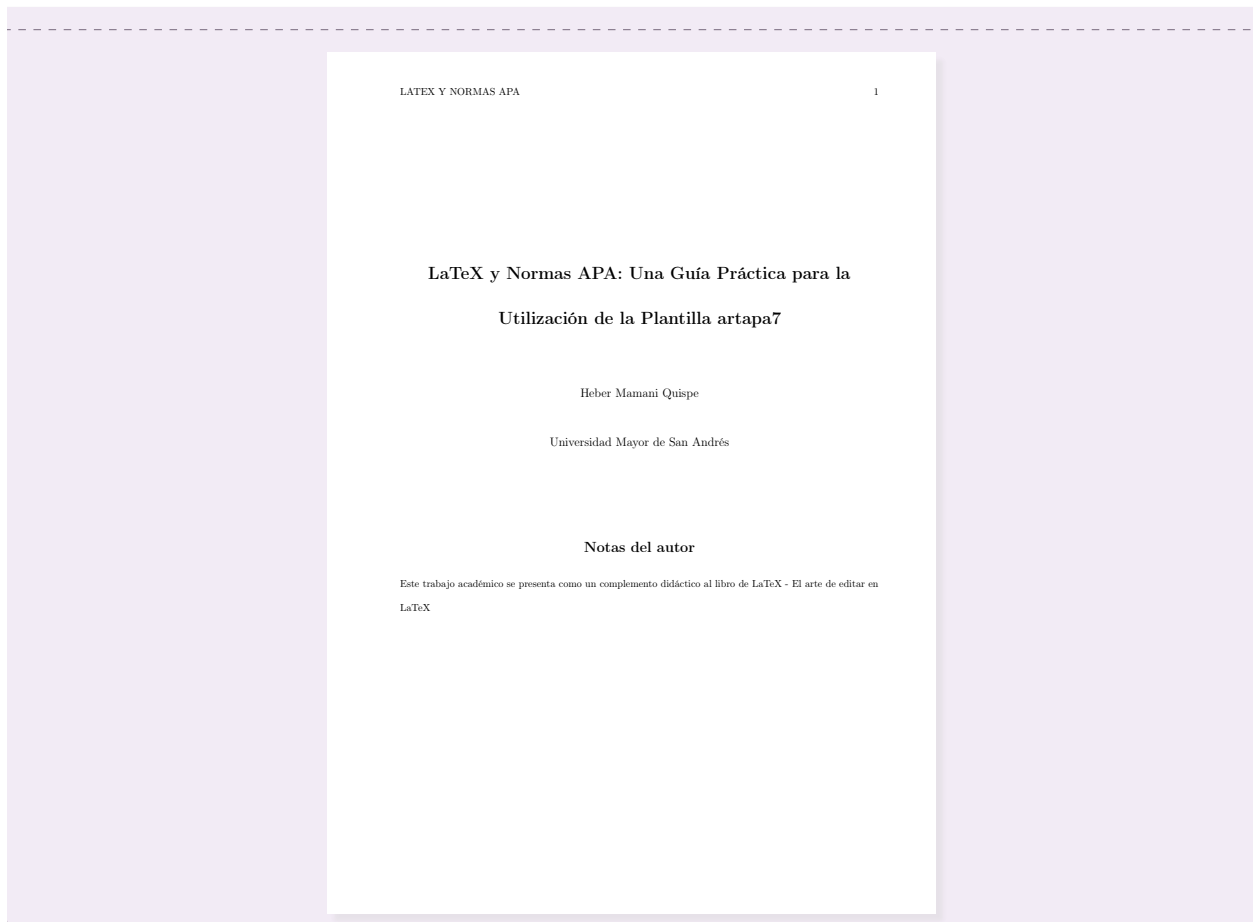 LATEX Y NORMAS APA 1
LaTeX y Normas APA: Una Guía Práctica para la
Utilización de la Plantilla artapa7
Heber Mamani Quispe
Universidad Mayor de San Andrés
Notas del autor
Este trabajo académico se presenta como un complemento didáctico al libro de LaTeX - El arte de editar en
LaTeX